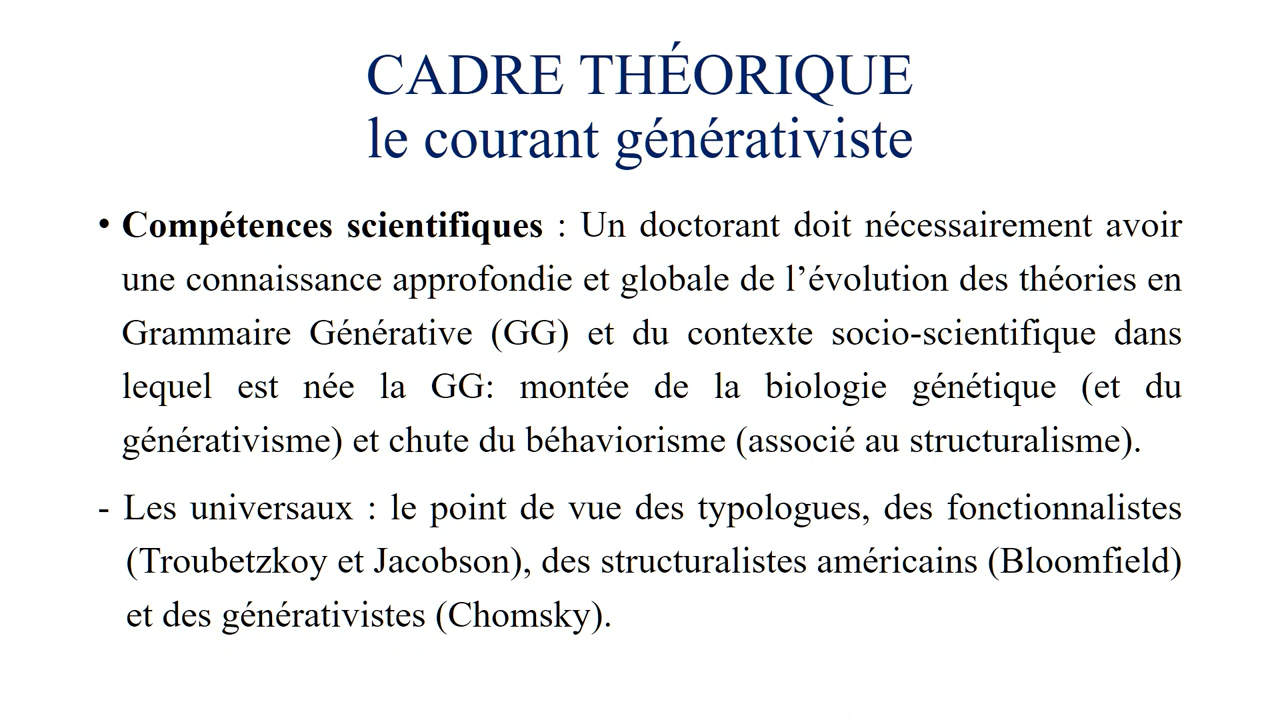 CADRE THÉORIQUE
le courant générativiste
• Compétences scientifiques : Un doctorant doit nécessairement avoir
une connaissance approfondie et globale de l’évolution des théories en
Grammaire Générative (GG) et du contexte socio-scientifique dans
lequel est née la GG: montée de la biologie génétique (et du
générativisme) et chute du béhaviorisme (associé au structuralisme).
- Les universaux : le point de vue des typologues, des fonctionnalistes
(Troubetzkoy et Jacobson), des structuralistes américains (Bloomfield)
et des générativistes (Chomsky).